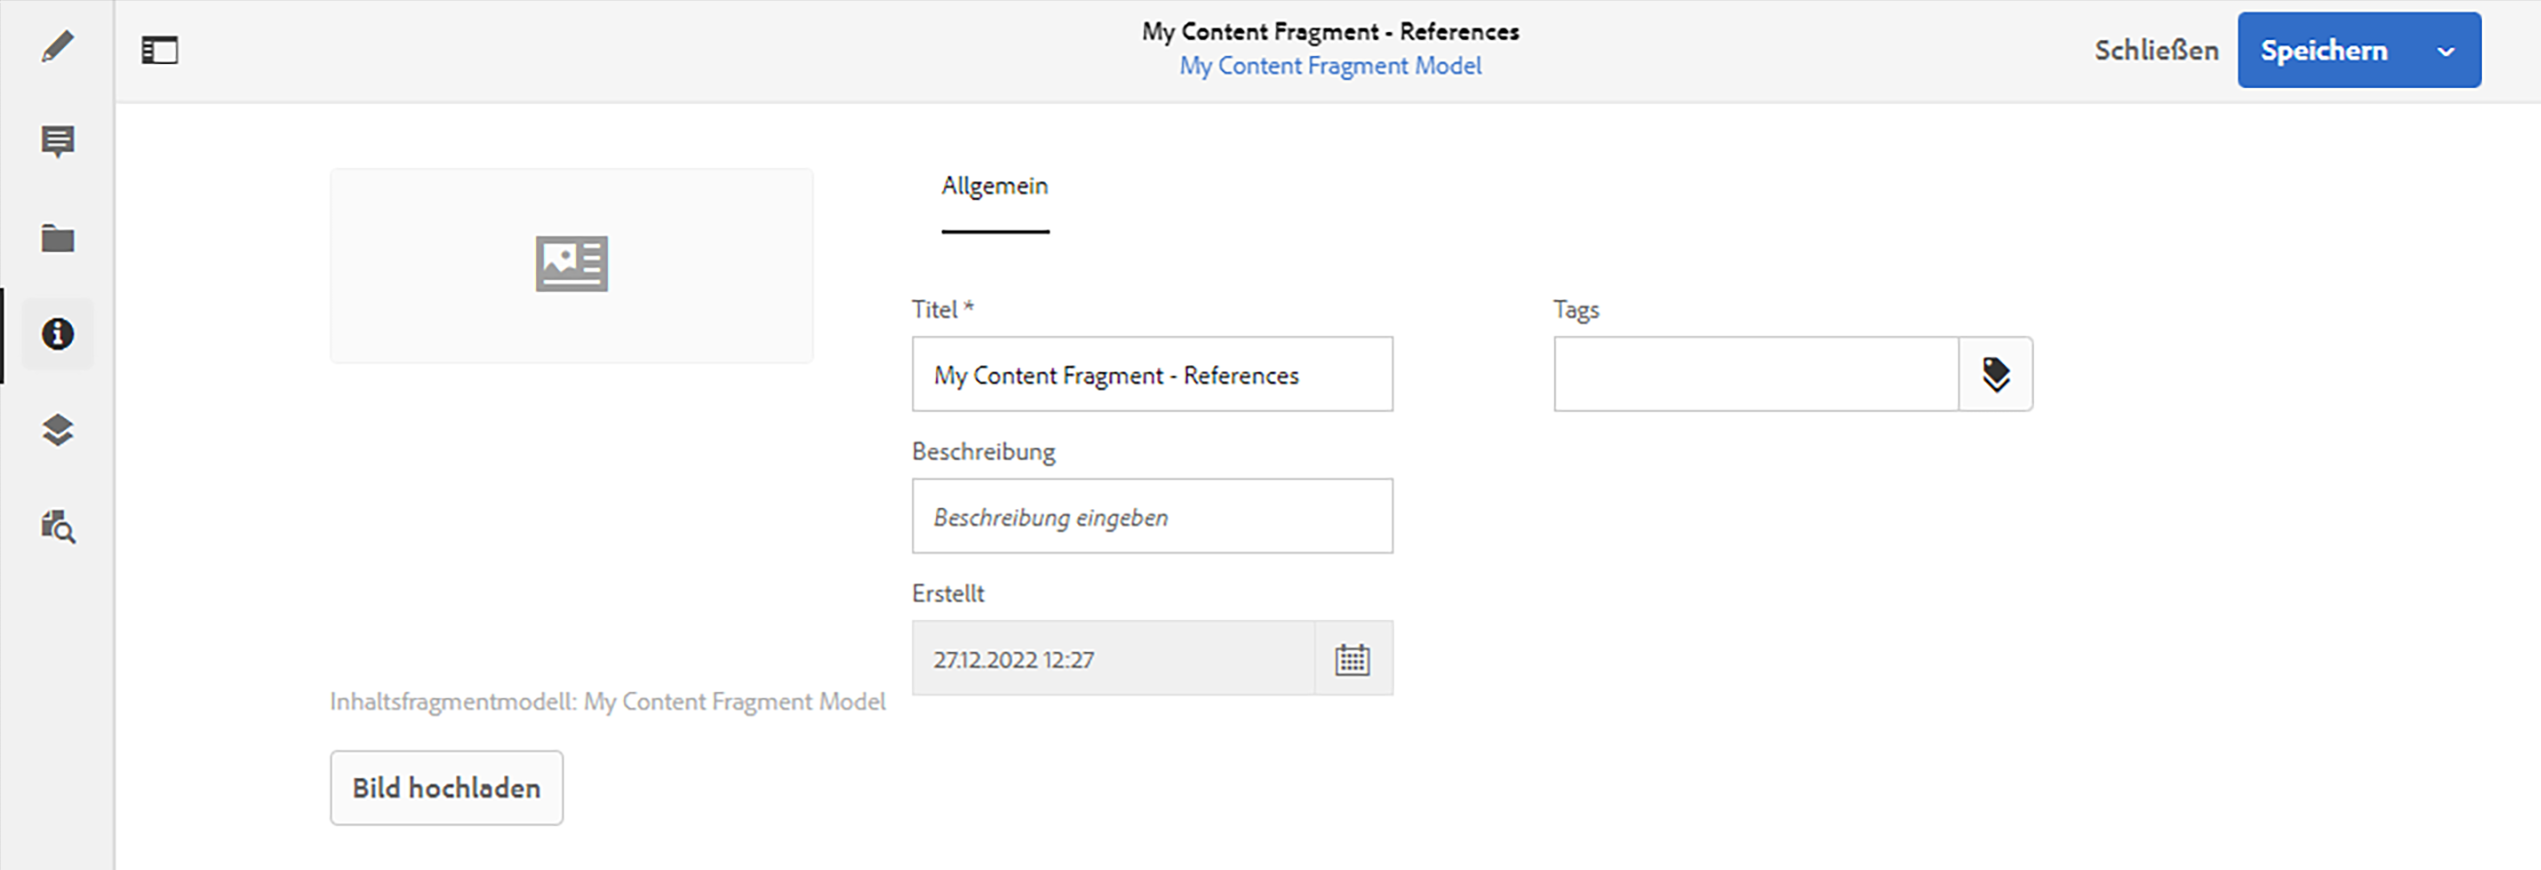 My Content Fragment - References
My Content Fragment Model
Schließen
Speichern
Allgemein
Titel *
My Content Fragment - References
Tags
Beschreibung
Beschreibung eingeben
Erstellt
27.12.2022 12:27
Inhaltsfragmentmodell: My Content Fragment Model
Bild hochladen